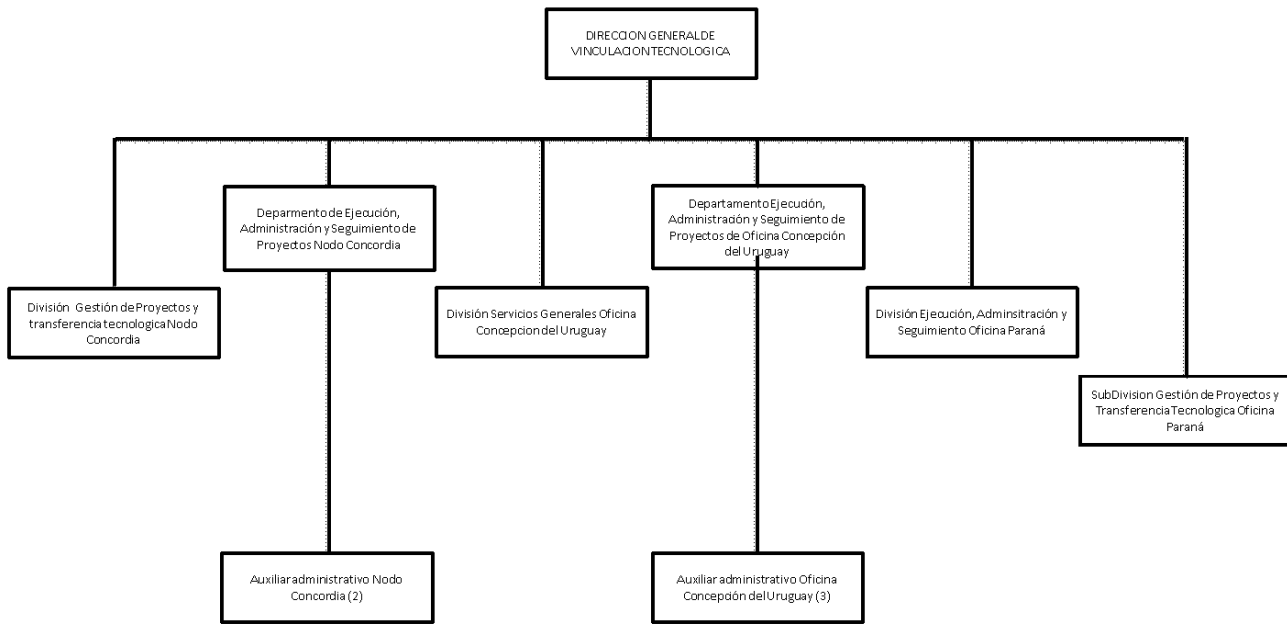 DIRECCION GENERAL DE
VINCULACION TECNOLOGICA
Deparmento de Ejecución,
Administración y Seguimiento de
Proyectos Nodo Concordia
Departamento Ejecución,
Administración y Seguimiento de
Proyectos de Oficina Concepción
del Uruguay
División Gestión de Proyectos y
transferencia tecnologica Nodo
Concordia
División Servicios Generales Oficina
Concepcion del Uruguay
División Ejecución, Adminsitración y
Seguimiento Oficina Paraná
SubDivision Gestión de Proyectos y
Transferencia Tecnologica Oficina
Paraná
Auxiliar administrativo Nodo
Concordia (2)
Auxiliar administrativo Oficina
Concepción del Uruguay (3)